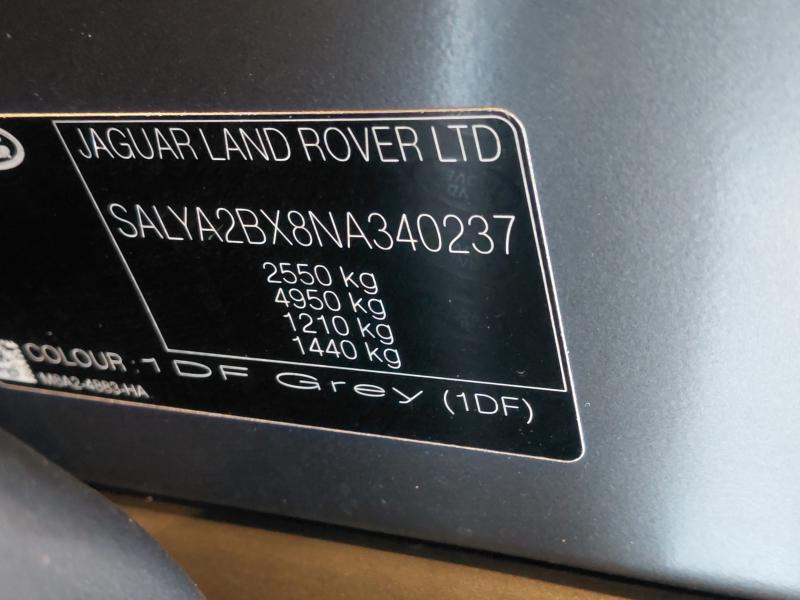 JAGUAR LAND ROVER LTD
SALYA2BX8NA340237
2550 kg
4950 kg
1210 kg
1440 kg
COLOUR : 1DF Grey (1DF)
M8A2-4B83-HA